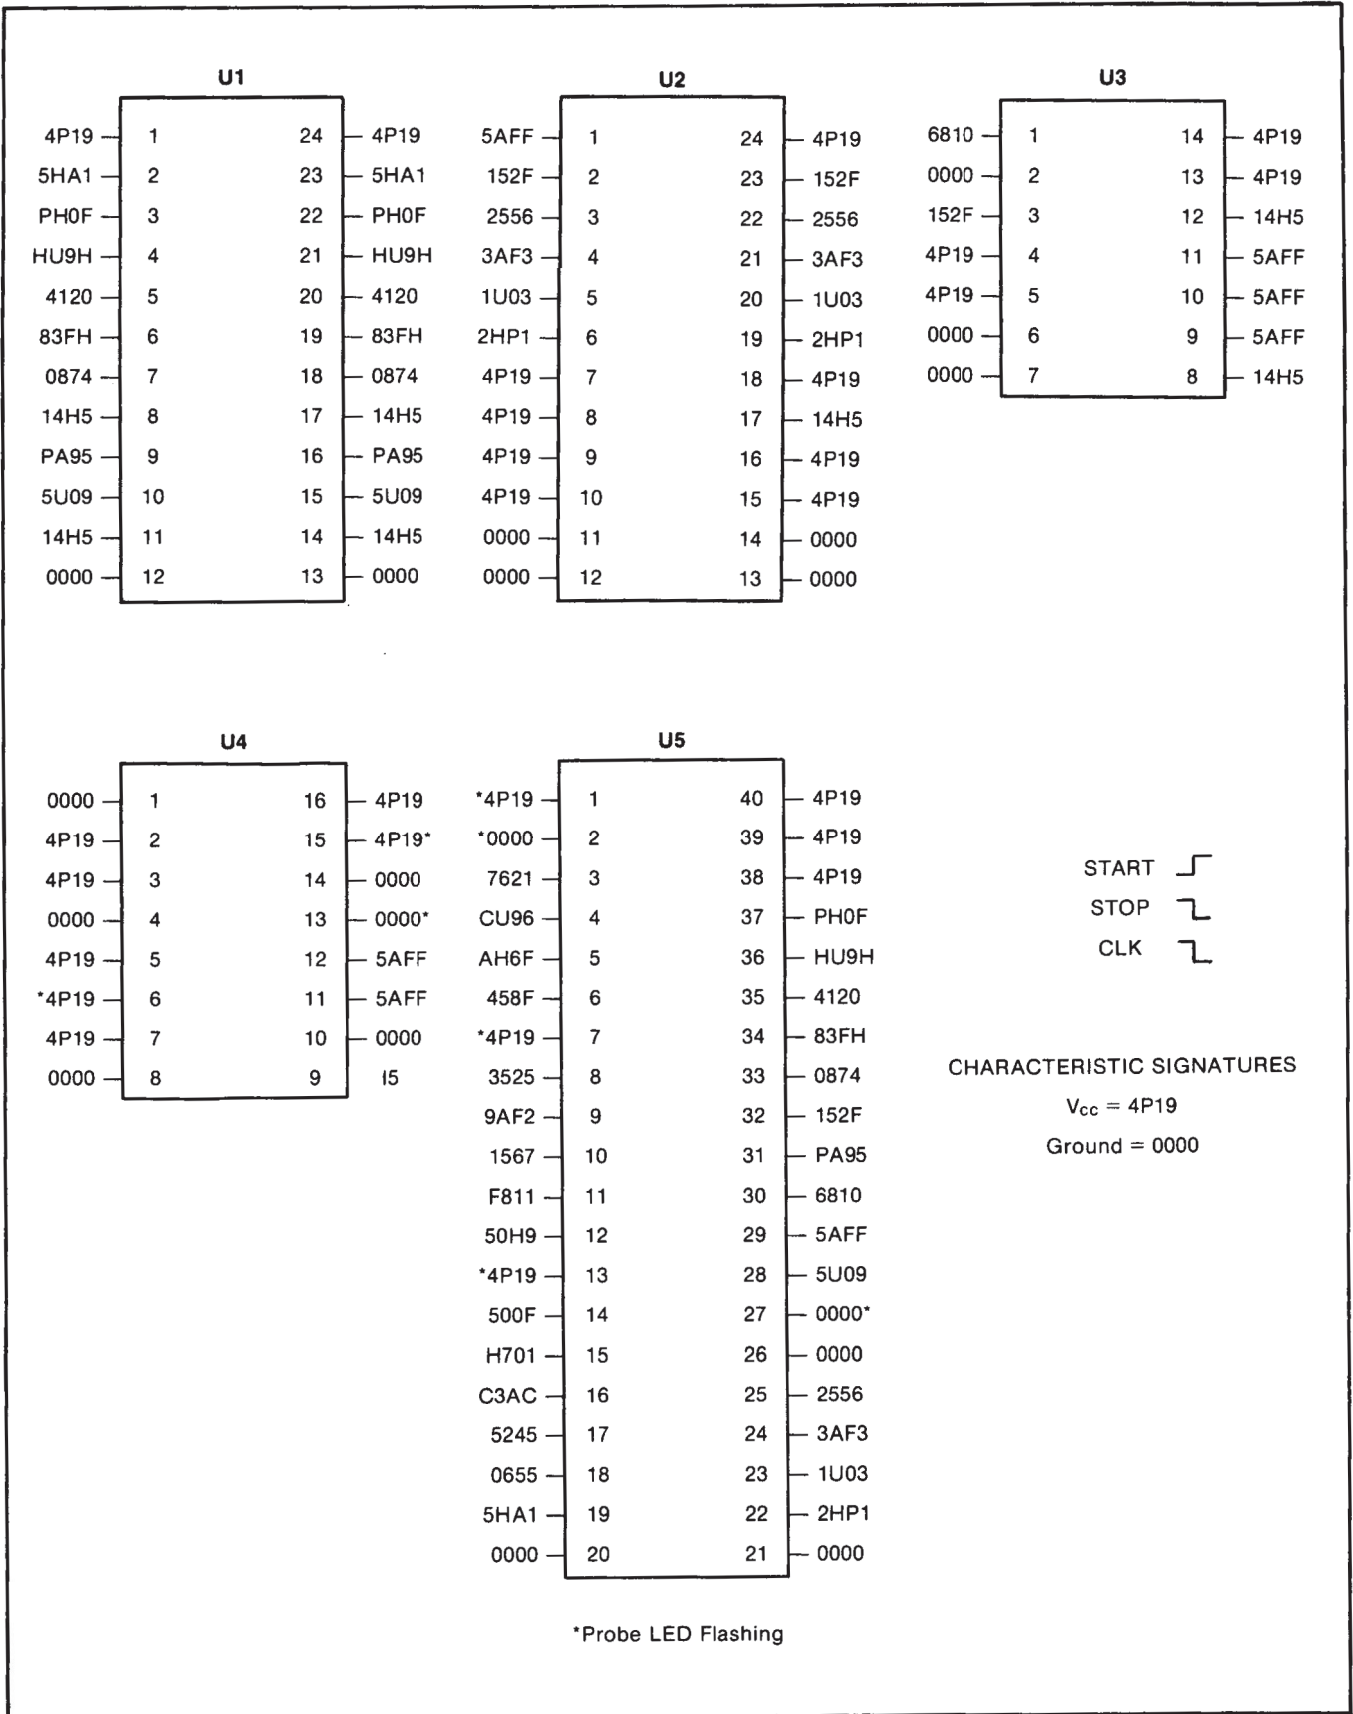 U1
4P19 1 24 4P19
5HA1 2 23 5HA1
PH0F 3 22 PH0F
HU9H 4 21 HU9H
4120 5 20 4120
83FH 6 19 83FH
0874 7 18 0874
14H5 8 17 14H5
PA95 9 16 PA95
5U09 10 15 5U09
14H5 11 14 14H5
0000 12 13 0000
U2
5AFF 1 24 4P19
152F 2 23 152F
2556 3 22 2556
3AF3 4 21 3AF3
1U03 5 20 1U03
2HP1 6 19 2HP1
4P19 7 18 4P19
4P19 8 17 14H5
4P19 9 16 4P19
4P19 10 15 4P19
0000 11 14 0000
0000 12 13 0000
U3
6810 1 14 4P19
0000 2 13 4P19
152F 3 12 14H5
4P19 4 11 5AFF
4P19 5 10 5AFF
0000 6 9 5AFF
0000 7 8 14H5
U4
0000 1 16 4P19
4P19 2 15 4P19*
4P19 3 14 0000
0000 4 13 0000*
4P19 5 12 5AFF
*4P19 6 11 5AFF
4P19 7 10 0000
0000 8 9 I5
U5
*4P19 1 40 4P19
*0000 2 39 4P19
7621 3 38 4P19
CU96 4 37 PH0F
AH6F 5 36 HU9H
458F 6 35 4120
*4P19 7 34 83FH
3525 8 33 0874
9AF2 9 32 152F
1567 10 31 PA95
F811 11 30 6810
50H9 12 29 5AFF
*4P19 13 28 5U09
500F 14 27 0000*
H701 15 26 0000
C3AC 16 25 2556
5245 17 24 3AF3
0655 18 23 1U03
5HA1 19 22 2HP1
0000 20 21 0000
START
STOP
CLK
CHARACTERISTIC SIGNATURES
Vcc = 4P19
Ground = 0000
*Probe LED Flashing